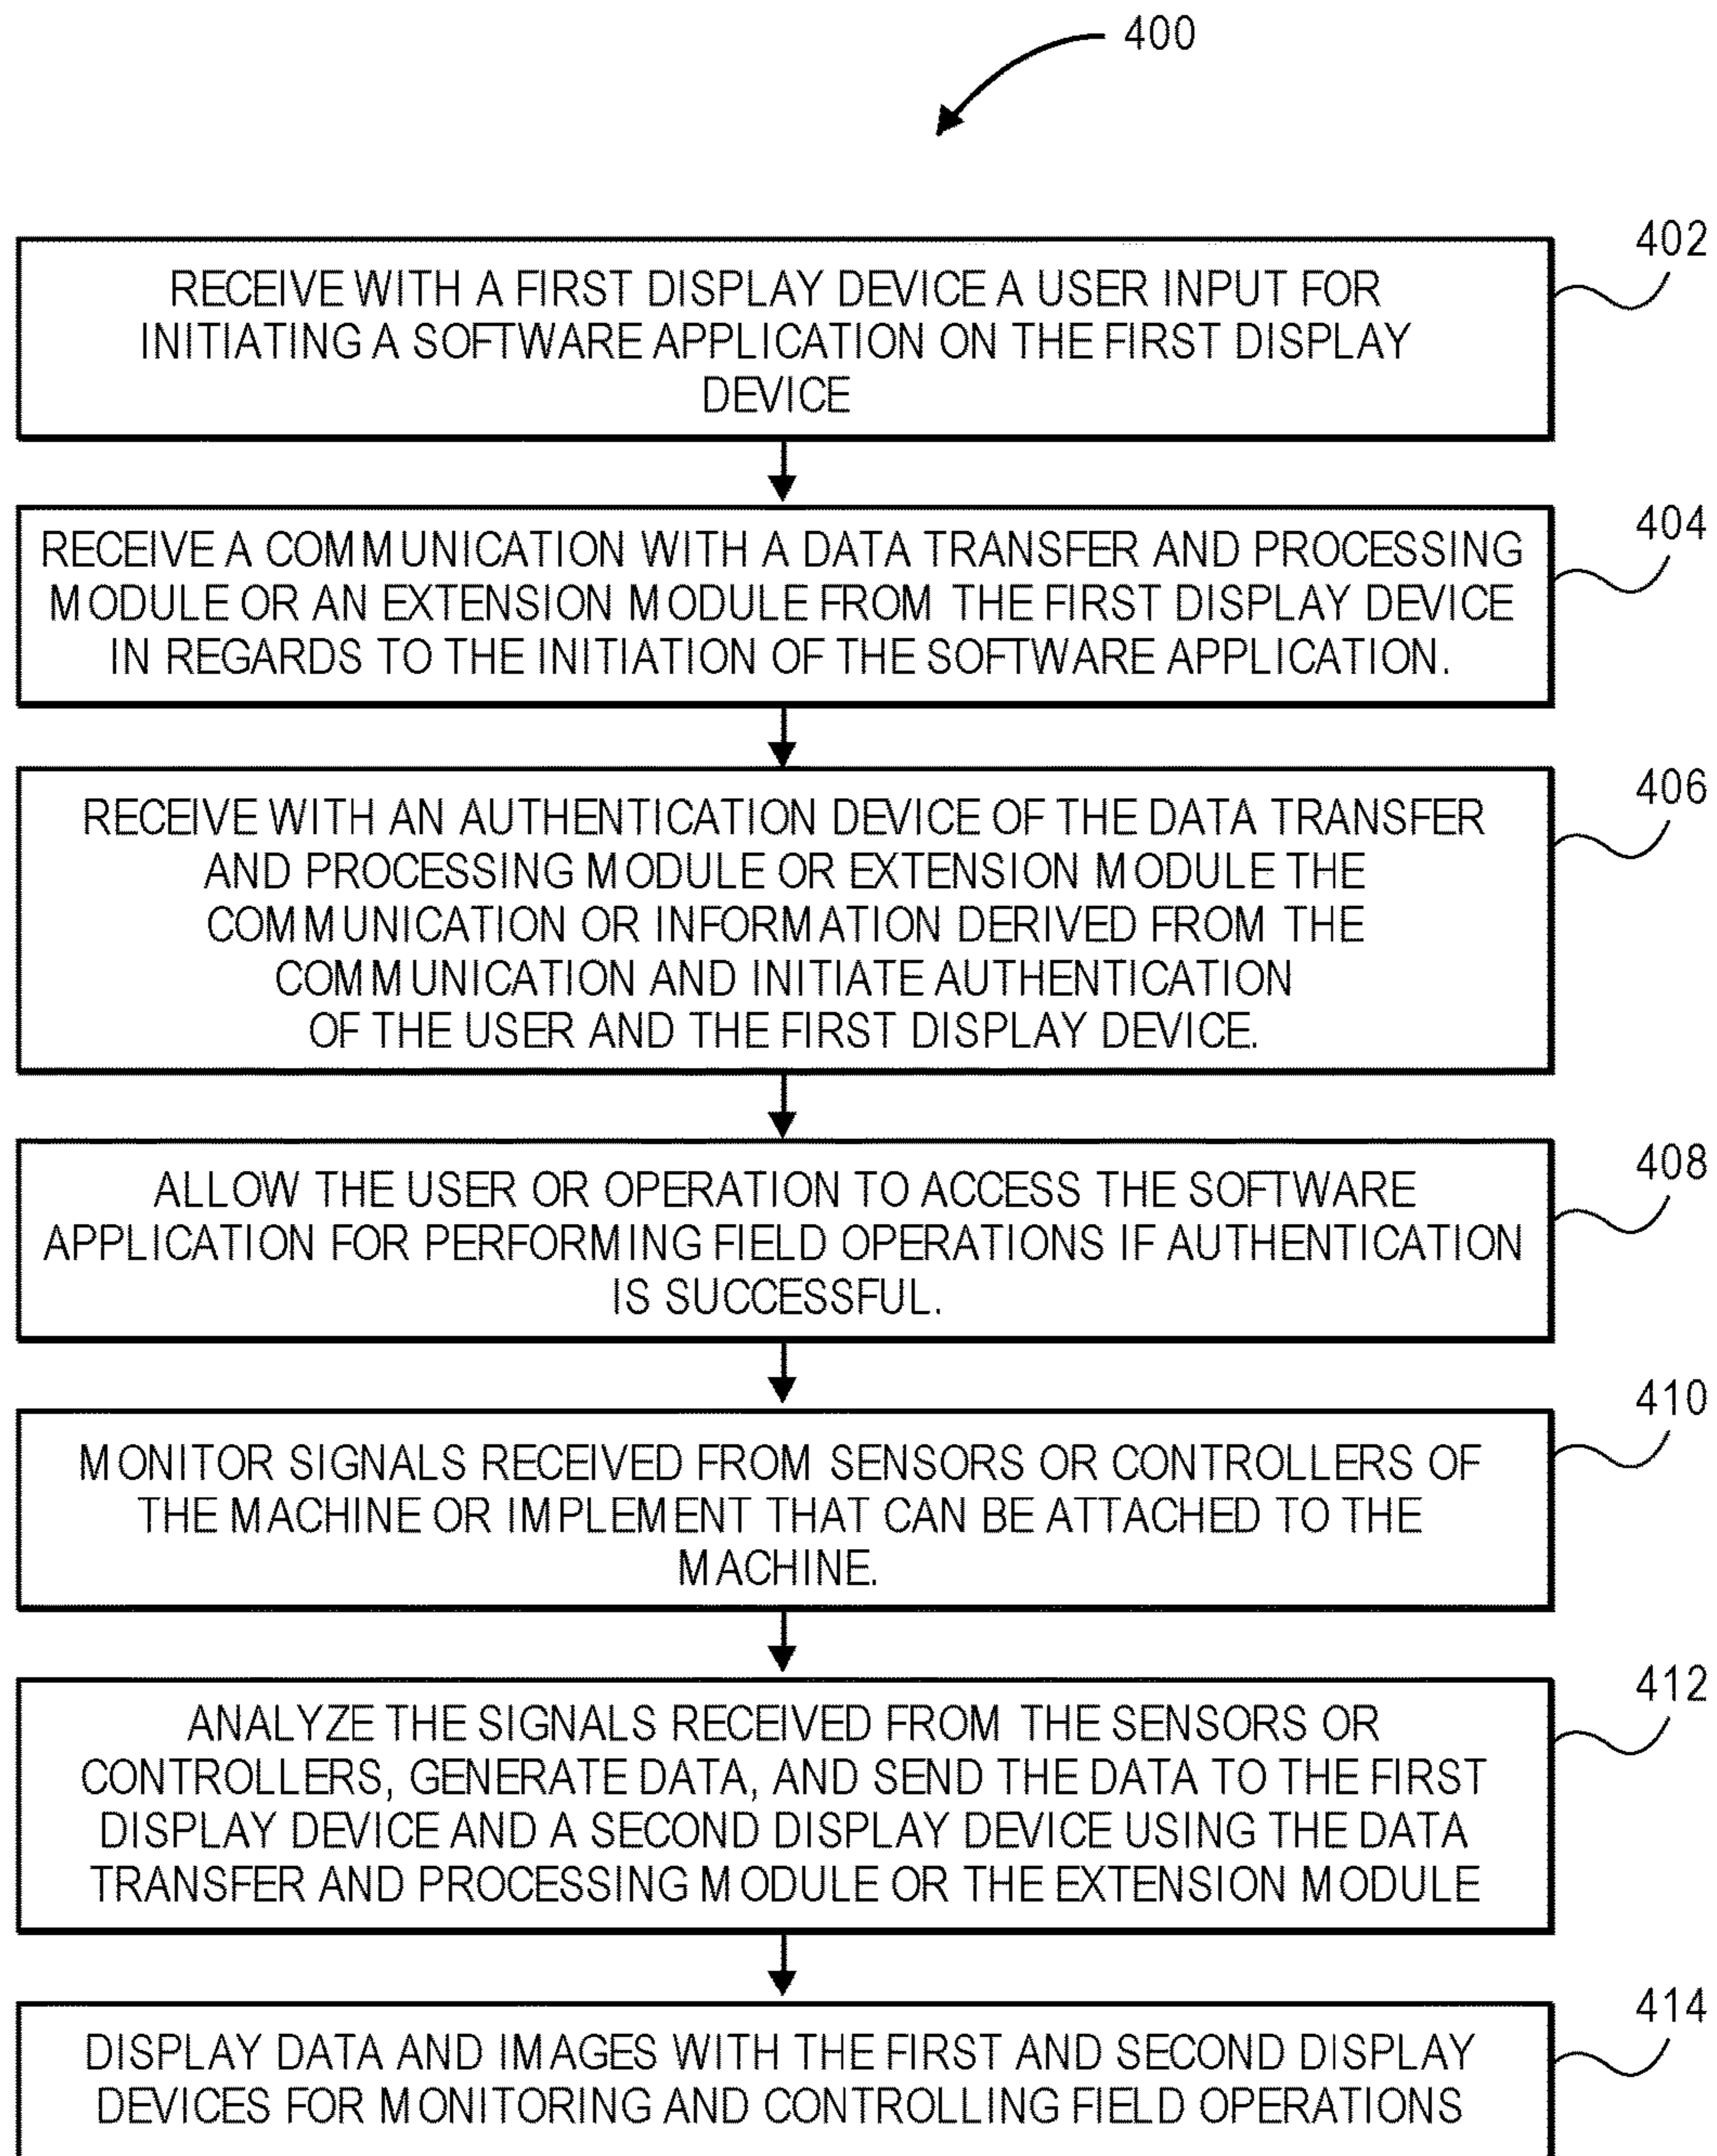 400
402
RECEIVE WITH A FIRST DISPLAY DEVICE A USER INPUT FOR
INITIATING A SOFTWARE APPLICATION ON THE FIRST DISPLAY
DEVICE
404
RECEIVE A COMMUNICATION WITH A DATA TRANSFER AND PROCESSING
MODULE OR AN EXTENSION MODULE FROM THE FIRST DISPLAY DEVICE
IN REGARDS TO THE INITIATION OF THE SOFTWARE APPLICATION.
406
RECEIVE WITH AN AUTHENTICATION DEVICE OF THE DATA TRANSFER
AND PROCESSING MODULE OR EXTENSION MODULE THE
COMMUNICATION OR INFORMATION DERIVED FROM THE
COMMUNICATION AND INITIATE AUTHENTICATION
OF THE USER AND THE FIRST DISPLAY DEVICE.
408
ALLOW THE USER OR OPERATION TO ACCESS THE SOFTWARE
APPLICATION FOR PERFORMING FIELD OPERATIONS IF AUTHENTICATION
IS SUCCESSFUL.
410
MONITOR SIGNALS RECEIVED FROM SENSORS OR CONTROLLERS OF
THE MACHINE OR IMPLEMENT THAT CAN BE ATTACHED TO THE
MACHINE.
412
ANALYZE THE SIGNALS RECEIVED FROM THE SENSORS OR
CONTROLLERS, GENERATE DATA, AND SEND THE DATA TO THE FIRST
DISPLAY DEVICE AND A SECOND DISPLAY DEVICE USING THE DATA
TRANSFER AND PROCESSING MODULE OR THE EXTENSION MODULE
414
DISPLAY DATA AND IMAGES WITH THE FIRST AND SECOND DISPLAY
DEVICES FOR MONITORING AND CONTROLLING FIELD OPERATIONS